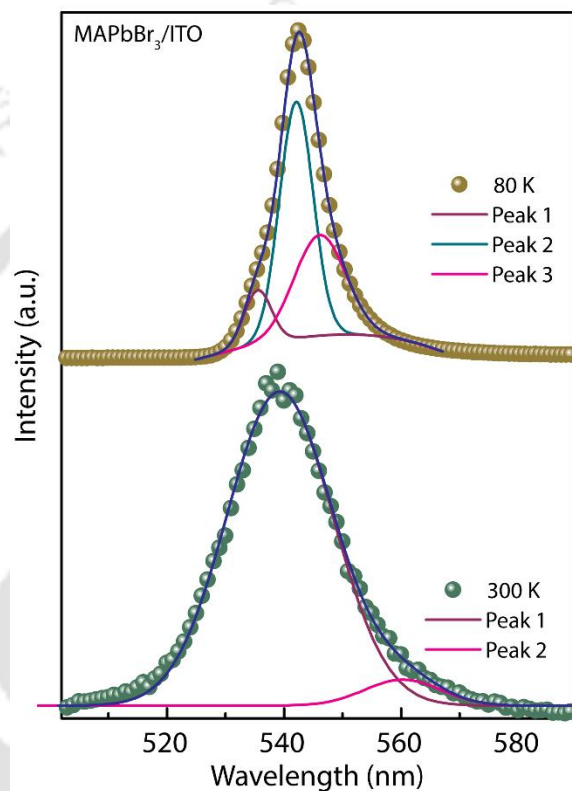 MAPbBr₃/ITO
80 K
Peak 1
Peak 2
Peak 3
300 K
Peak 1
Peak 2
Intensity (a.u.)
520 540 560 580
Wavelength (nm)